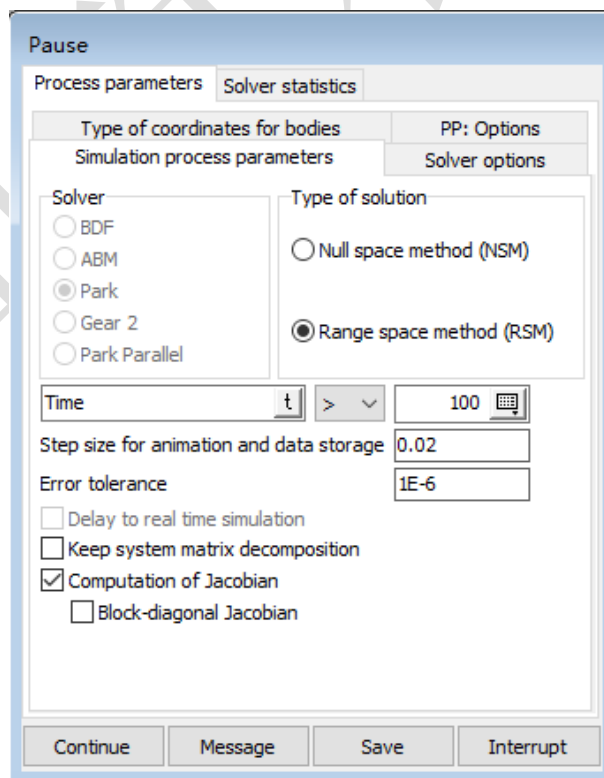 Pause
Process parameters Solver statistics
Type of coordinates for bodies PP: Options
Simulation process parameters Solver options
Solver
BDF
ABM
Park
Gear 2
Park Parallel
Type of solution
Null space method (NSM)
Range space method (RSM)
Time t > 100
Step size for animation and data storage 0.02
Error tolerance 1E-6
Delay to real time simulation
Keep system matrix decomposition
Computation of Jacobian
Block-diagonal Jacobian
Continue Message Save Interrupt